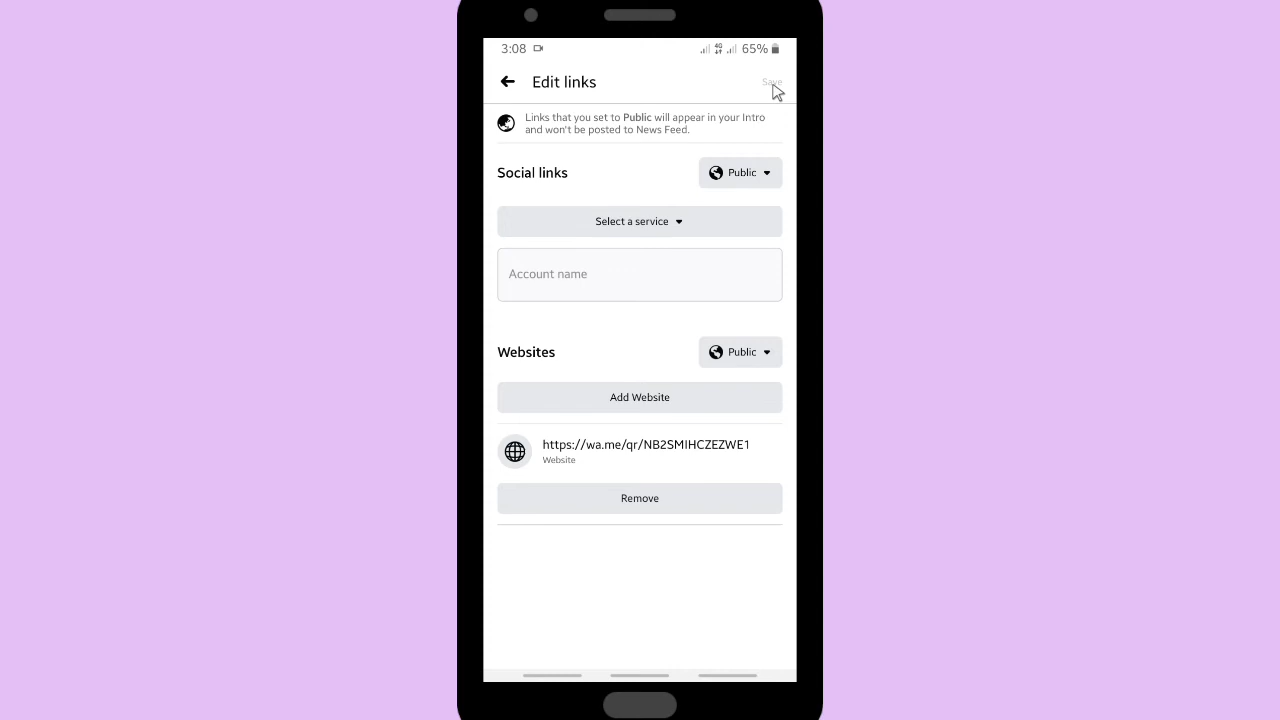 3:08
4G
65%
Edit links
Save
Links that you set to Public will appear in your Intro
and won't be posted to News Feed.
Social links
Public
Select a service
Account name
Websites
Public
Add Website
https://wa.me/qr/NB2SMIHCZEZWE1
Website
Remove